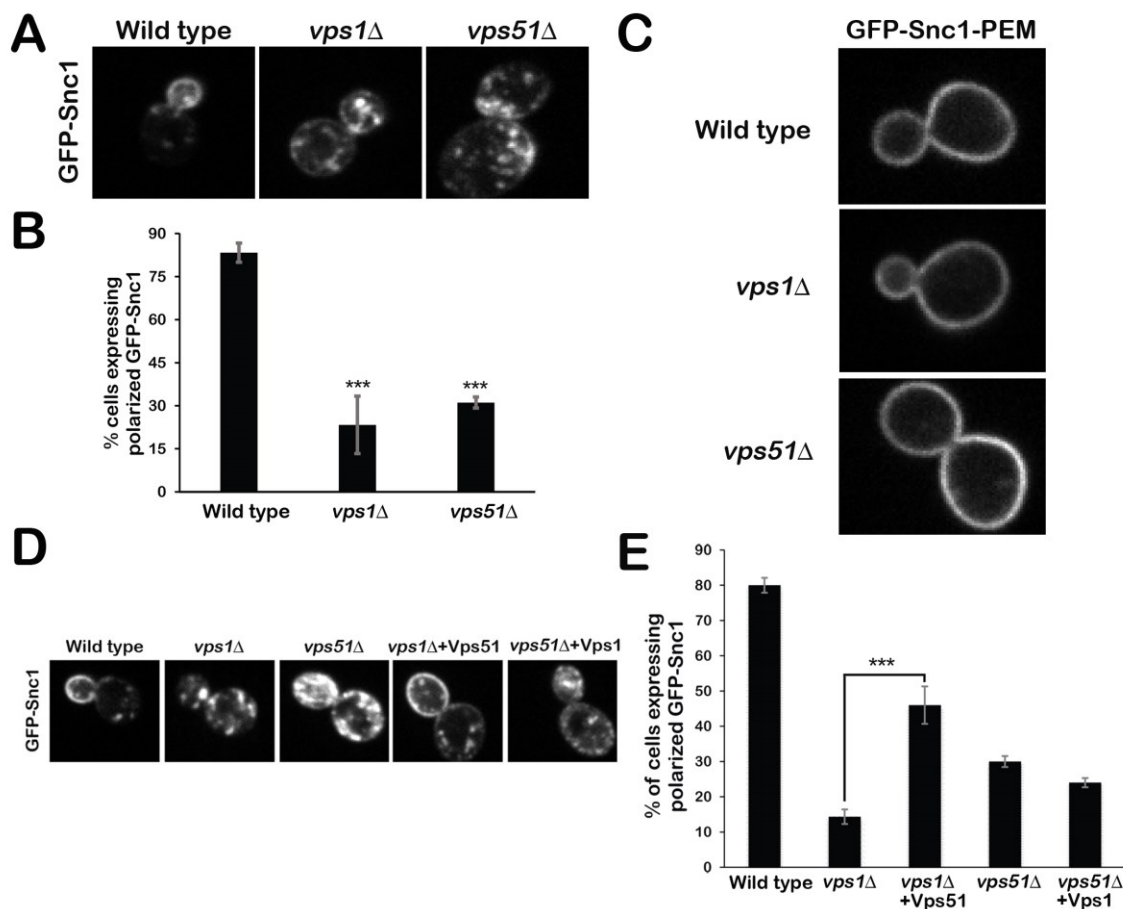 A
Wild type
vps1Δ
vps51Δ
GFP-Snc1
B
% cells expressing
polarized GFP-Snc1
90
75
60
45
30
15
0
***
***
Wild type
vps1Δ
vps51Δ
C
GFP-Snc1-PEM
Wild type
vps1Δ
vps51Δ
D
Wild type
vps1Δ
vps51Δ
vps1Δ+Vps51
vps51Δ+Vps1
GFP-Snc1
E
% of cells expressing
polarized GFP-Snc1
90
80
70
60
50
40
30
20
10
0
***
Wild type
vps1Δ
vps1Δ
+Vps51
vps51Δ
vps51Δ
+Vps1